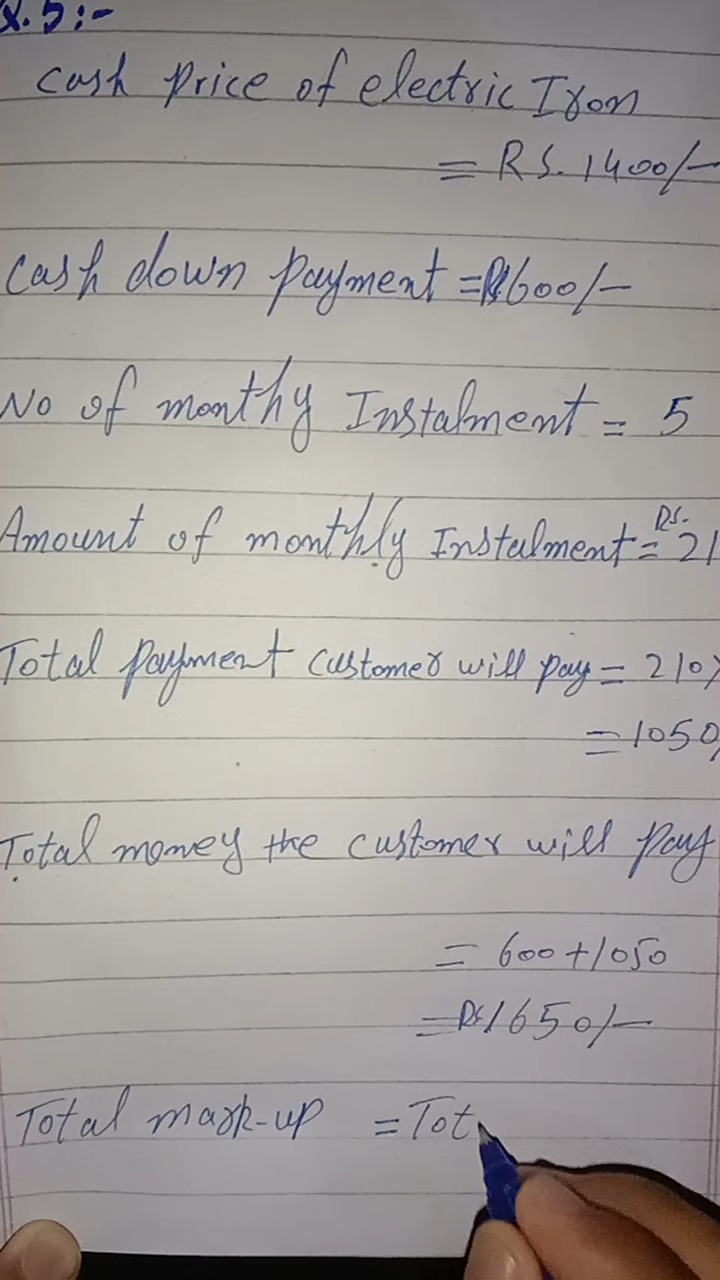 x.5:-
Cash price of electric Iron
= RS. 1400/-
Cash down payment =Rs600/-
No of monthy Instalment = 5
Amount of monthly Instalment = Rs. 21
Total payment customer will pay = 210x
= 1050/
Total money the customer will pay
= 600+1050
= Rs1650/-
Total mark-up = Tot